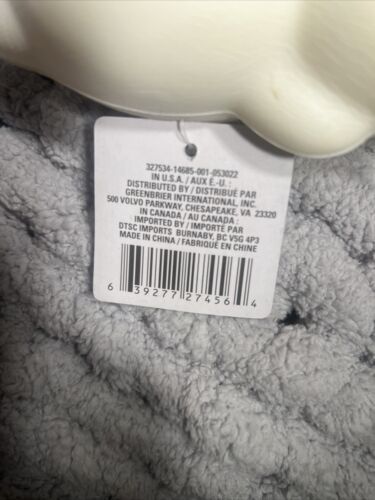 327534-14685-001-053022
IN U.S.A. / AUX É.-U. :
DISTRIBUTED BY / DISTRIBUÉ PAR
GREENBRIER INTERNATIONAL, INC.
500 VOLVO PARKWAY, CHESAPEAKE, VA 23320
IN CANADA / AU CANADA :
IMPORTED BY / IMPORTÉ PAR
DTSC IMPORTS BURNABY, BC V5G 4P3
MADE IN CHINA / FABRIQUÉ EN CHINE
6 39277 27456 4